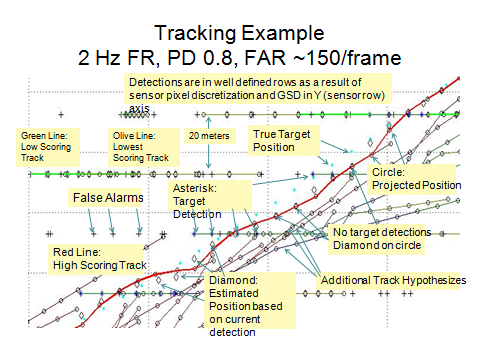 Tracking Example
2 Hz FR, PD 0.8, FAR ~150/frame
Detections are in well defined rows as a result of
sensor pixel discretization and GSD in Y (sensor row)
axis
Green Line:
Low Scoring
Track
Olive Line:
Lowest
Scoring Track
20 meters
True Target
Position
Circle:
Projected Position
Asterisk:
Target
Detection
False Alarms
No target detections
Diamond on circle
Red Line:
High Scoring Track
Diamond:
Estimated
Position based
on current
detection
Additional Track Hypothesizes